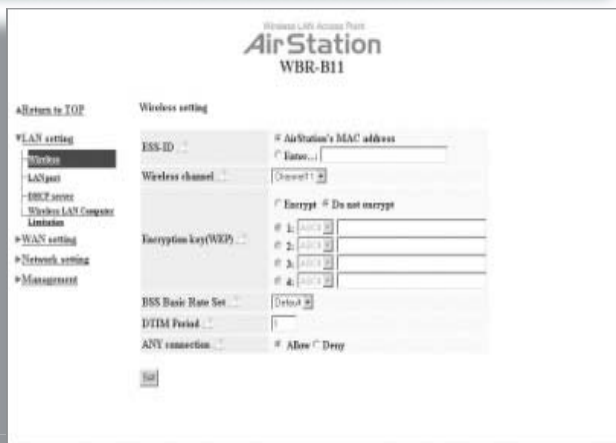 Wireless LAN Access Point
AirStation
WBR-B11
Return to TOP
Wireless setting
LAN setting
Wireless
LAN port
DHCP server
Wireless LAN Computer
Limitation
WAN setting
Network setting
Management
ESS-ID
AirStation's MAC address
Enter...:
Wireless channel
Channel11
Encryption key(WEP)
Encrypt Do not encrypt
1: ASCII
2: ASCII
3: ASCII
4: ASCII
BSS Basic Rate Set
Default
DTIM Period
1
ANY connection
Allow Deny